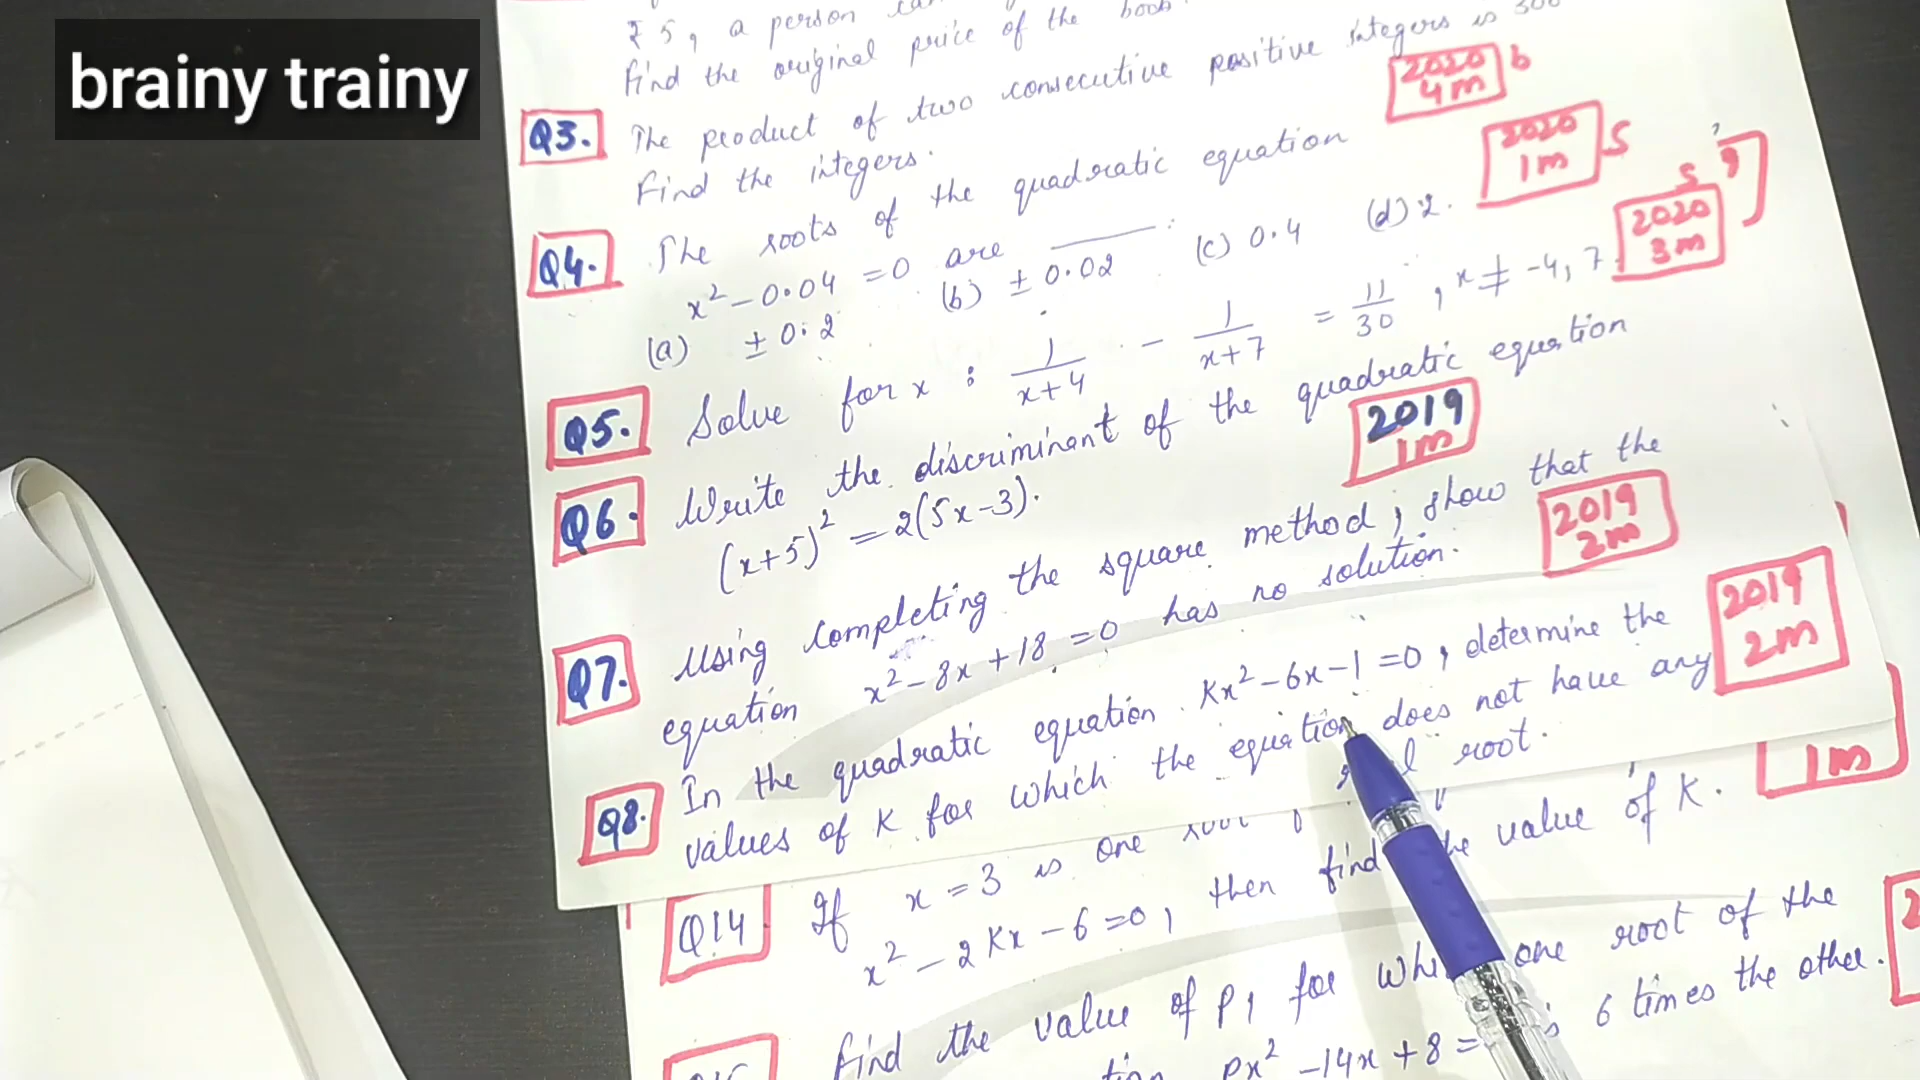 brainy trainy
₹5, a person
find the original price of the book.
Q3. The product of two consecutive positive integers is
Find the integers.
2020
4m
b
Q4. The roots of the quadratic equation
x² - 0.04 = 0 are ______ :
2020
1m
S
(a) ± 0.2 (b) ± 0.02 (c) 0.4 (d) 2.
Q5. Solve for x : 1/(x+4) - 1/(x+7) = 11/30 , x ≠ -4, 7.
S
2020
3m
Q6. Write the discriminant of the quadratic equation
(x+5)² = 2(5x-3).
2019
1m
Q7. Using completing the square method, show that the
equation x² - 8x + 18 = 0 has no solution.
2019
2m
Q8. In the quadratic equation Kx² - 6x - 1 = 0, determine the
values of K for which the equation does not have any
root.
2019
2m
Q14 If x = 3 is one root
x² - 2Kx - 6 = 0, then find the value of K.
1m
Find the value of P, for which one root of the
Px² - 14x + 8 = is 6 times the other.